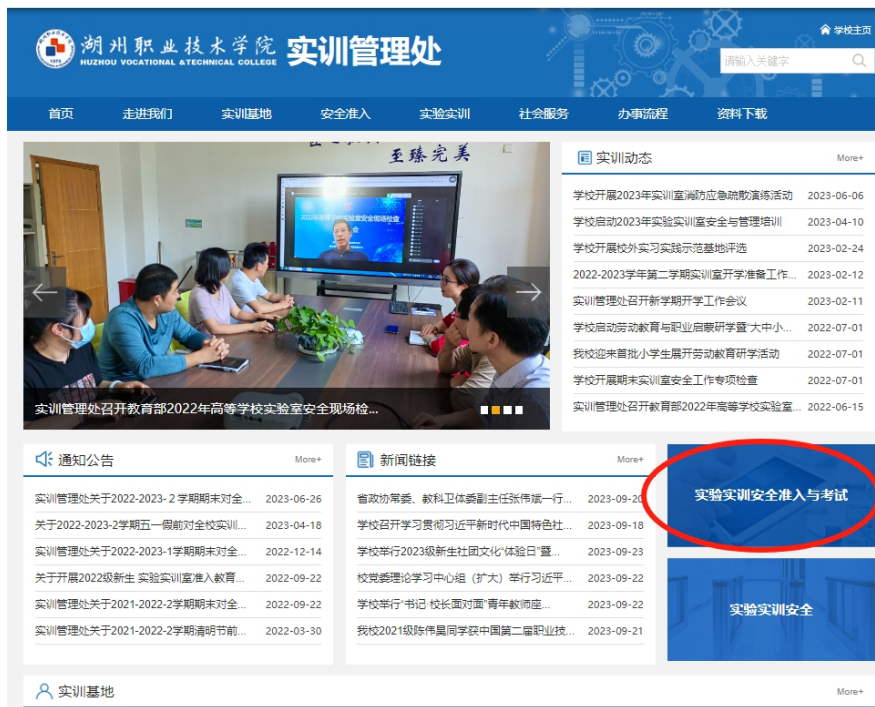 湖州职业技术学院 实训管理处
HUZHOU VOCATIONAL &TECHNICAL COLLEGE
1979
学校主页
请输入关键字
首页 走进我们 实训基地 安全准入 实验实训 社会服务 办事流程 资料下载
至臻完美
实训管理处召开教育部2022年高等学校实验室安全现场检...
实训动态 More+
学校开展2023年实训室消防应急疏散演练活动 2023-06-06
学校启动2023年实验实训室安全与管理培训 2023-04-10
学校开展校外实习实践示范基地评选 2023-02-24
2022-2023学年第二学期实训室开学准备工作... 2023-02-12
实训管理处召开新学期开学工作会议 2023-02-11
学校启动劳动教育与职业启蒙研学暨“大中小... 2022-07-01
我校迎来首批小学生展开劳动教育研学活动 2022-07-01
学校开展期末实训室安全工作专项检查 2022-07-01
实训管理处召开教育部2022年高等学校实验室... 2022-06-15
通知公告 More+
实训管理处关于2022-2023- 2 学期期末对全... 2023-06-26
关于2022-2023-2学期五一假前对全校实训... 2023-04-18
实训管理处关于2022-2023-1学期期末对全... 2022-12-14
关于开展2022级新生 实验实训室准入教育... 2022-09-22
实训管理处关于2021-2022-2学期期末对全... 2022-09-22
实训管理处关于2021-2022-2学期清明节前... 2022-03-30
新闻链接 More+
省政协常委、教科卫体委副主任张伟斌一行... 2023-09-20
学校召开学习贯彻习近平新时代中国特色社... 2023-09-18
学校举行2023级新生社团文化“体验日”暨... 2023-09-23
校党委理论学习中心组（扩大）举行习近平... 2023-09-22
学校举行“书记·校长面对面”青年教师座... 2023-09-22
我校2021级陈伟昊同学获中国第二届职业技... 2023-09-21
实验实训安全准入与考试
实验实训安全
实训基地 More+